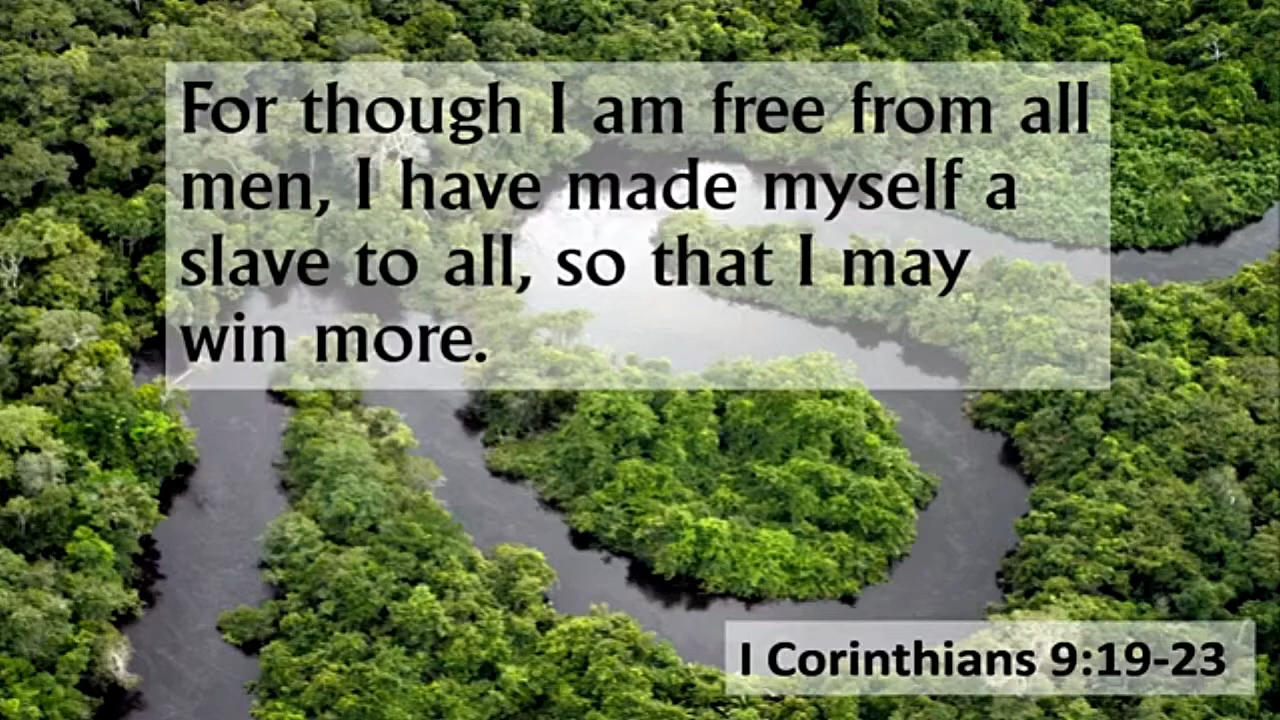 For though I am free from all
men, I have made myself a
slave to all, so that I may
win more.
I Corinthians 9:19-23